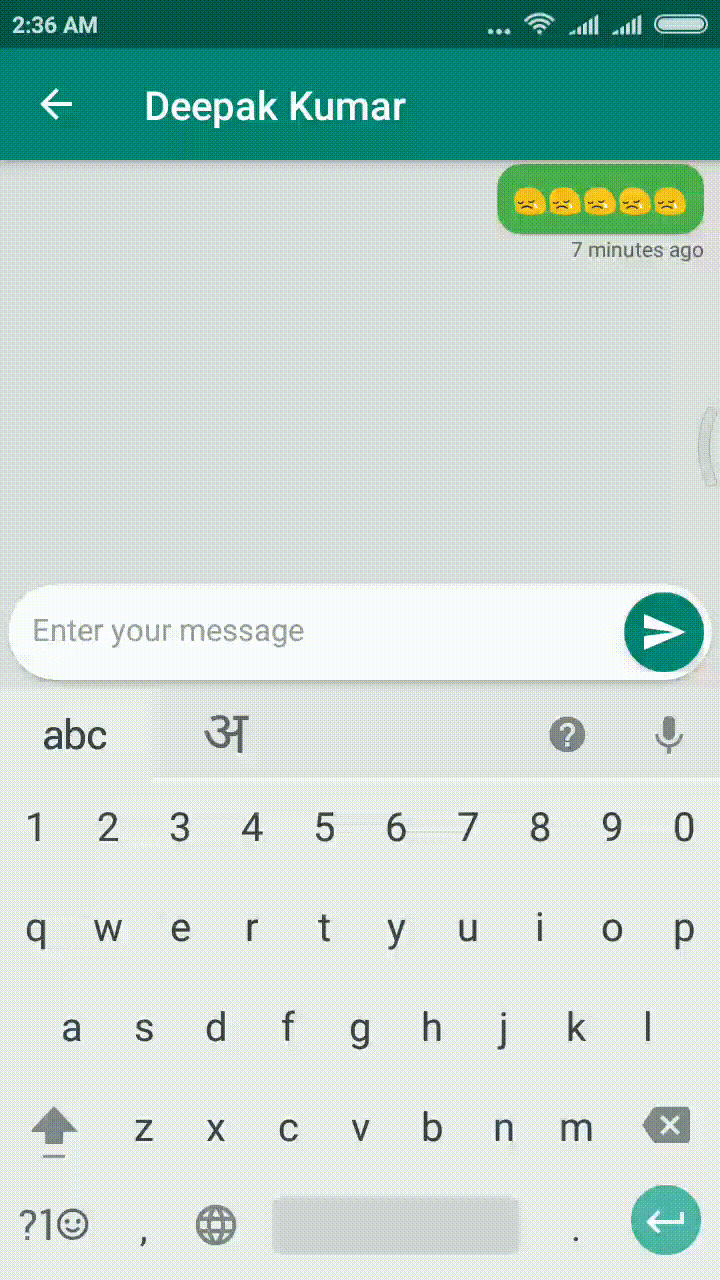 2:36 AM
Deepak Kumar
😔😔😔😔😔
7 minutes ago
Enter your message
abc अ
1 2 3 4 5 6 7 8 9 0
q w e r t y u i o p
a s d f g h j k l
z x c v b n m
?1☺ , .